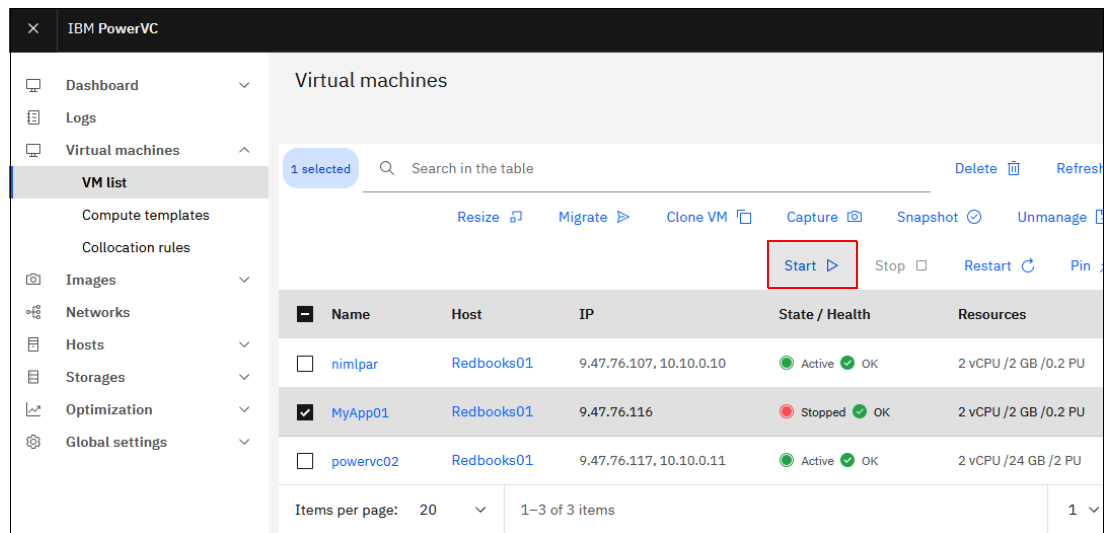 IBM PowerVC
Dashboard
Logs
Virtual machines
VM list
Compute templates
Collocation rules
Images
Networks
Hosts
Storages
Optimization
Global settings
Virtual machines
1 selected Search in the table Delete Refresh
Resize Migrate Clone VM Capture Snapshot Unmanage
Start Stop Restart Pin
Name Host IP State / Health Resources
nimlpar Redbooks01 9.47.76.107, 10.10.0.10 Active OK 2 vCPU /2 GB /0.2 PU
MyApp01 Redbooks01 9.47.76.116 Stopped OK 2 vCPU /2 GB /0.2 PU
powervc02 Redbooks01 9.47.76.117, 10.10.0.11 Active OK 2 vCPU /24 GB /2 PU
Items per page: 20 1–3 of 3 items 1